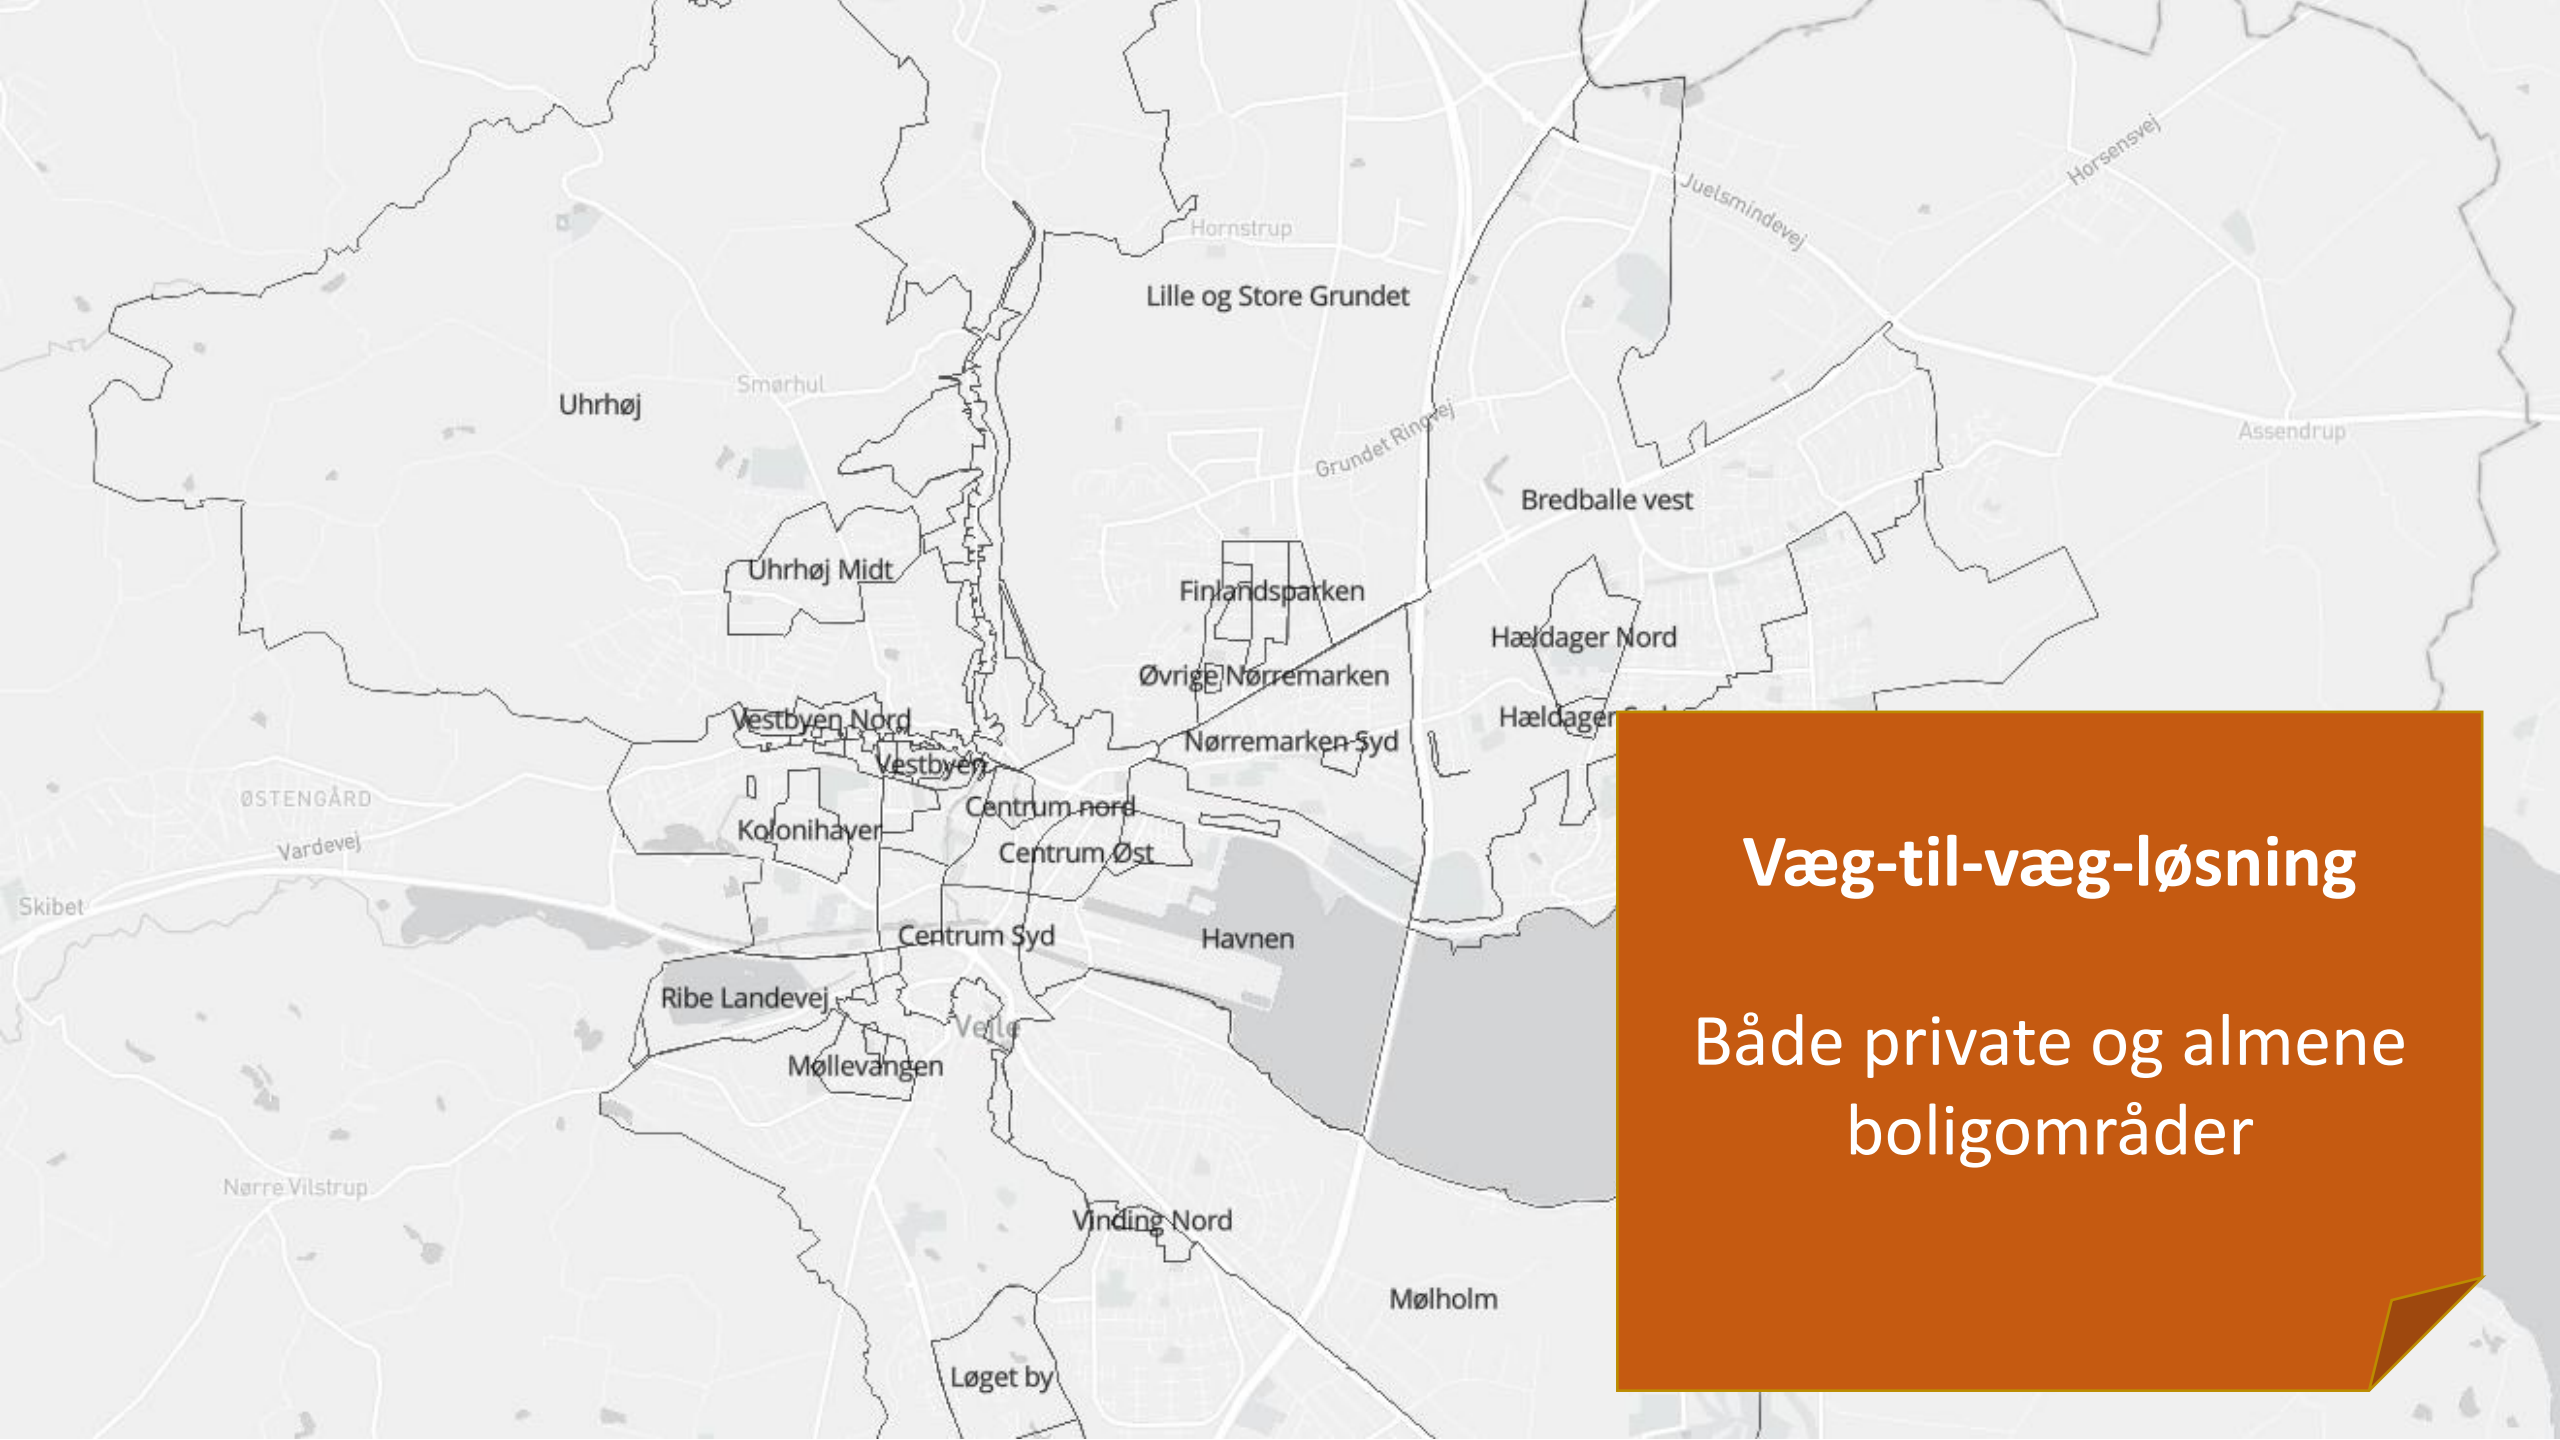 Horsensvej
Juelsmindevej
Hornstrup
Lille og Store Grundet
Smørhul
Uhrhøj
Grundet Ringvej
Assendrup
Bredballe vest
Uhrhøj Midt
Finlandsparken
Hældager Nord
Øvrige Nørremarken
Vestbyen Nord
Hældager
Nørremarken Syd
Vestbyen
ØSTENGÅRD
Centrum nord
Kolonihaver
Vardevej
Centrum Øst
Skibet
Centrum Syd
Havnen
Ribe Landevej
Vejle
Møllevangen
Nørre Vilstrup
Vinding Nord
Mølholm
Løget by
Væg-til-væg-løsning
Både private og almene
boligområder